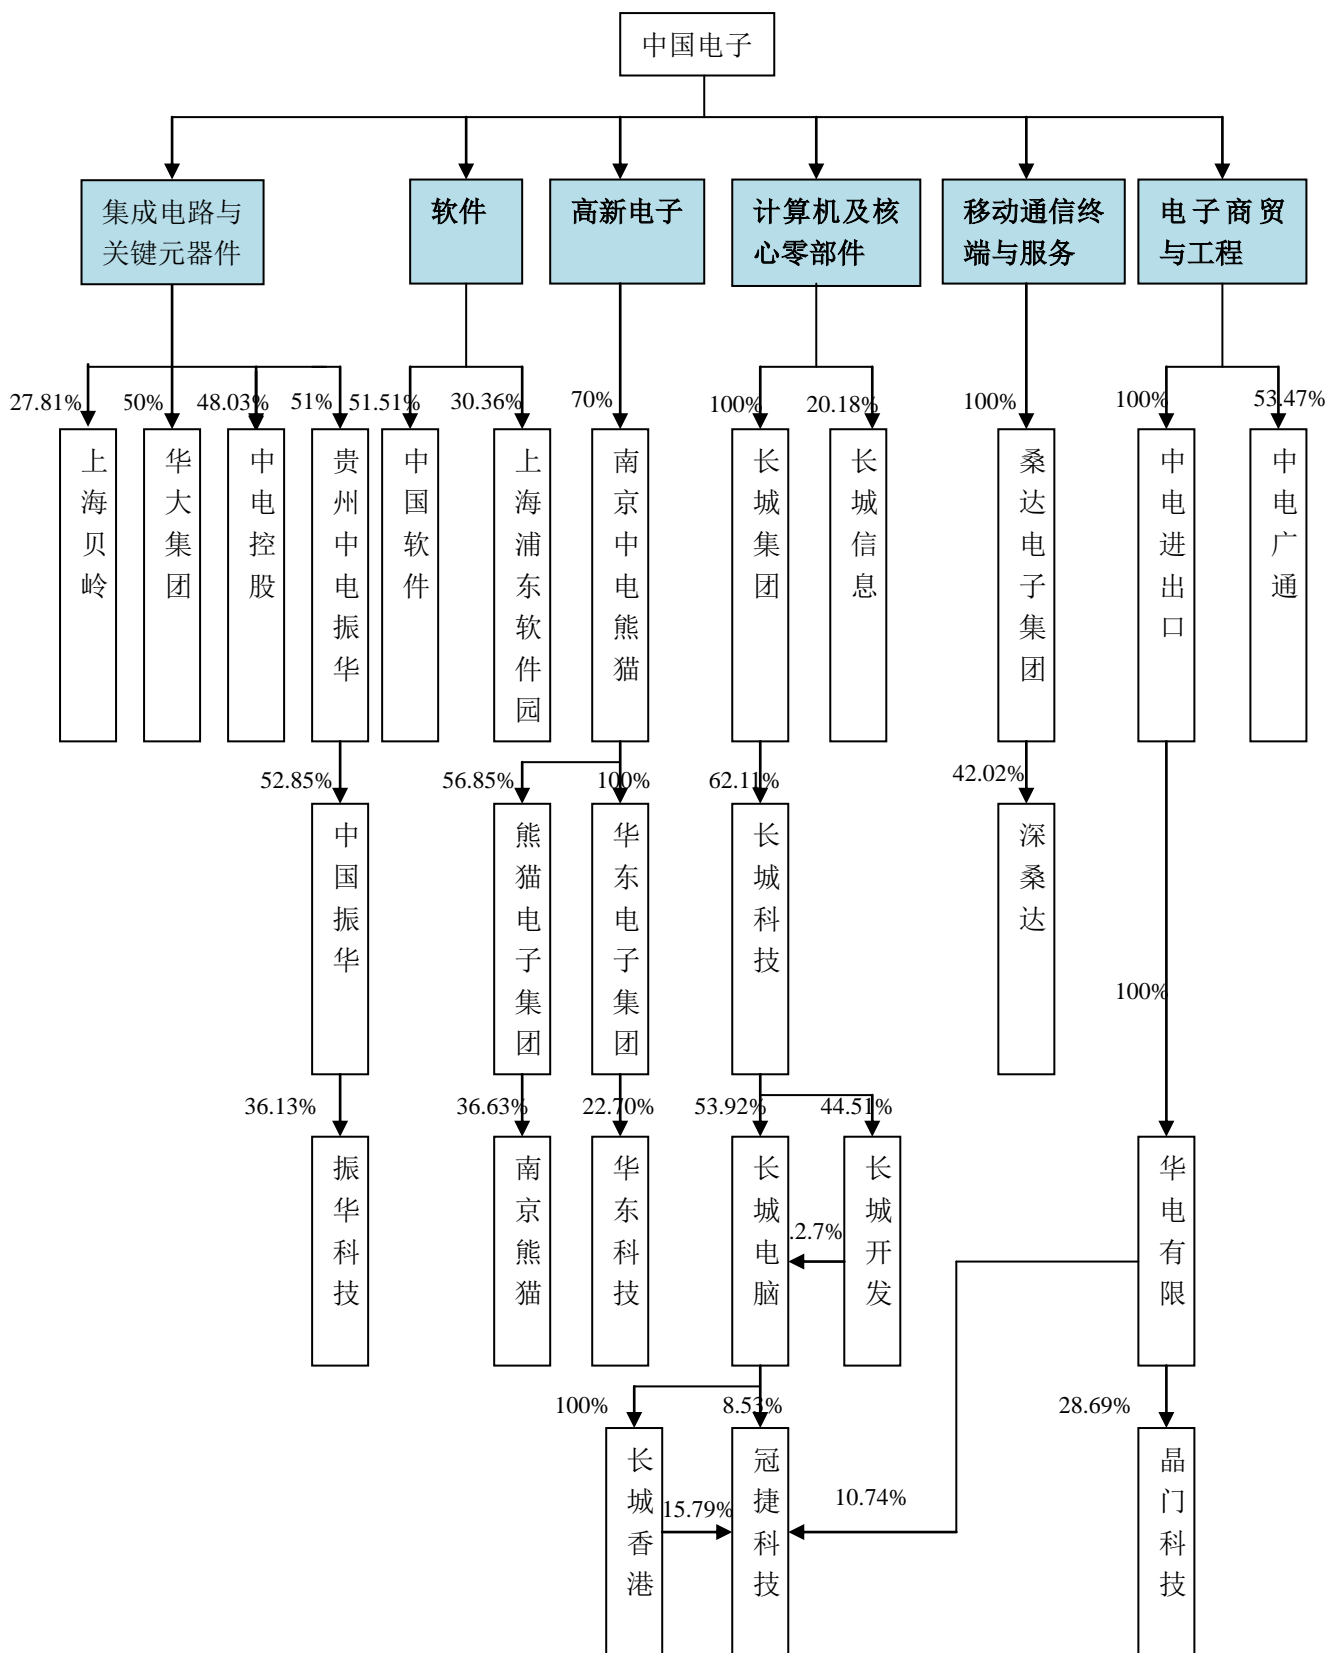 中国电子
集成电路与
关键元器件
软件
高新电子
计算机及核
心零部件
移动通信终
端与服务
电子商贸
与工程
27.81%
50%
48.03%
51%
51.51%
30.36%
70%
100%
20.18%
100%
100%
53.47%
上海贝岭
华大集团
中电控股
贵州中电振华
中国软件
上海浦东软件园
南京中电熊猫
长城集团
长城信息
桑达电子集团
中电进出口
中电广通
52.85%
56.85%
100%
62.11%
42.02%
100%
中国振华
熊猫电子集团
华东电子集团
长城科技
深桑达
36.13%
36.63%
22.70%
53.92%
44.51%
振华科技
南京熊猫
华东科技
长城电脑
.2.7%
长城开发
华电有限
100%
8.53%
28.69%
长城香港
15.79%
冠捷科技
10.74%
晶门科技